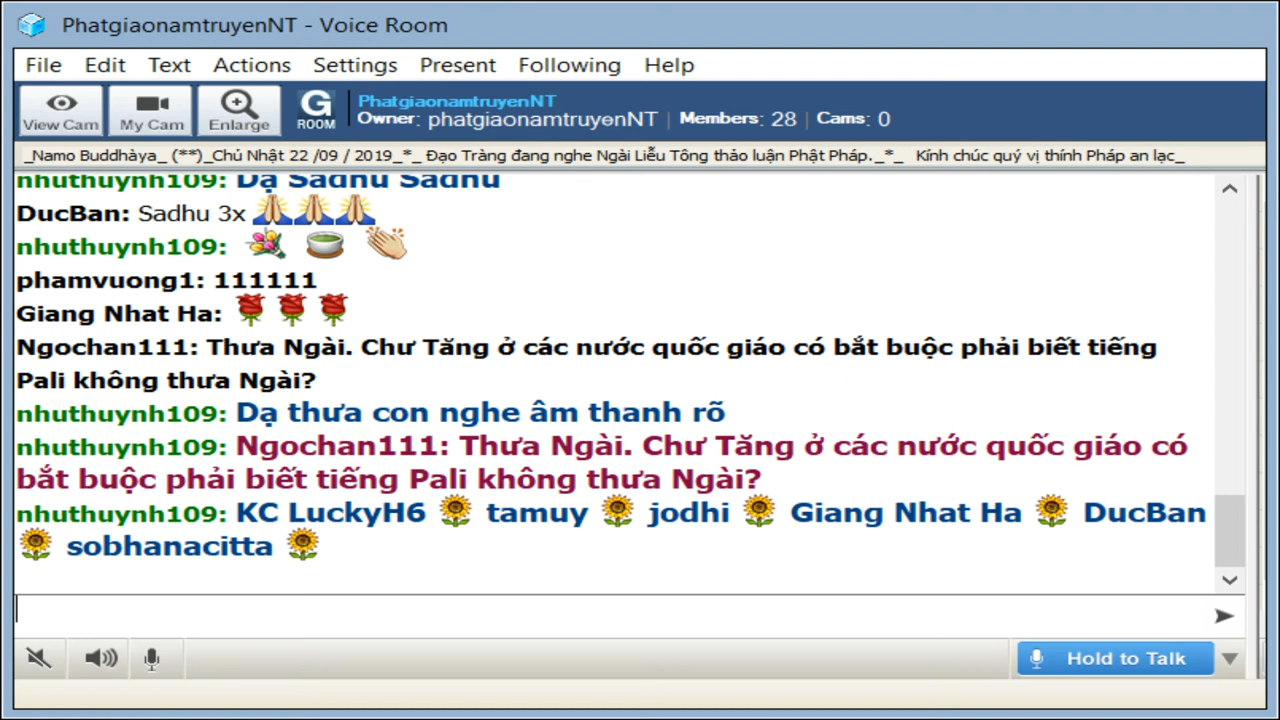 PhatgiaonamtruyenNT - Voice Room
File Edit Text Actions Settings Present Following Help
View Cam My Cam Enlarge G ROOM
PhatgiaonamtruyenNT
Owner: phatgiaonamtruyenNT | Members: 28 | Cams: 0
_Namo Buddhàya_ (**)_Chủ Nhật 22 /09 / 2019_*_ Đạo Tràng đang nghe Ngài Liễu Tông thảo luận Phật Pháp._*_ Kính chúc quý vị thính Pháp an lạc_
nhuthuynh109: Dạ Sadhu Sadhu
DucBan: Sadhu 3x 🙏🙏🙏
nhuthuynh109: 💐 🍵 👏
phamvuong1: 111111
Giang Nhat Ha: 🌹 🌹 🌹
Ngochan111: Thưa Ngài. Chư Tăng ở các nước quốc giáo có bắt buộc phải biết tiếng
Pali không thưa Ngài?
nhuthuynh109: Dạ thưa con nghe âm thanh rõ
nhuthuynh109: Ngochan111: Thưa Ngài. Chư Tăng ở các nước quốc giáo có
bắt buộc phải biết tiếng Pali không thưa Ngài?
nhuthuynh109: KC LuckyH6 🌻 tamuy 🌻 jodhi 🌻 Giang Nhat Ha 🌻 DucBan
🌻 sobhanacitta 🌻
Hold to Talk